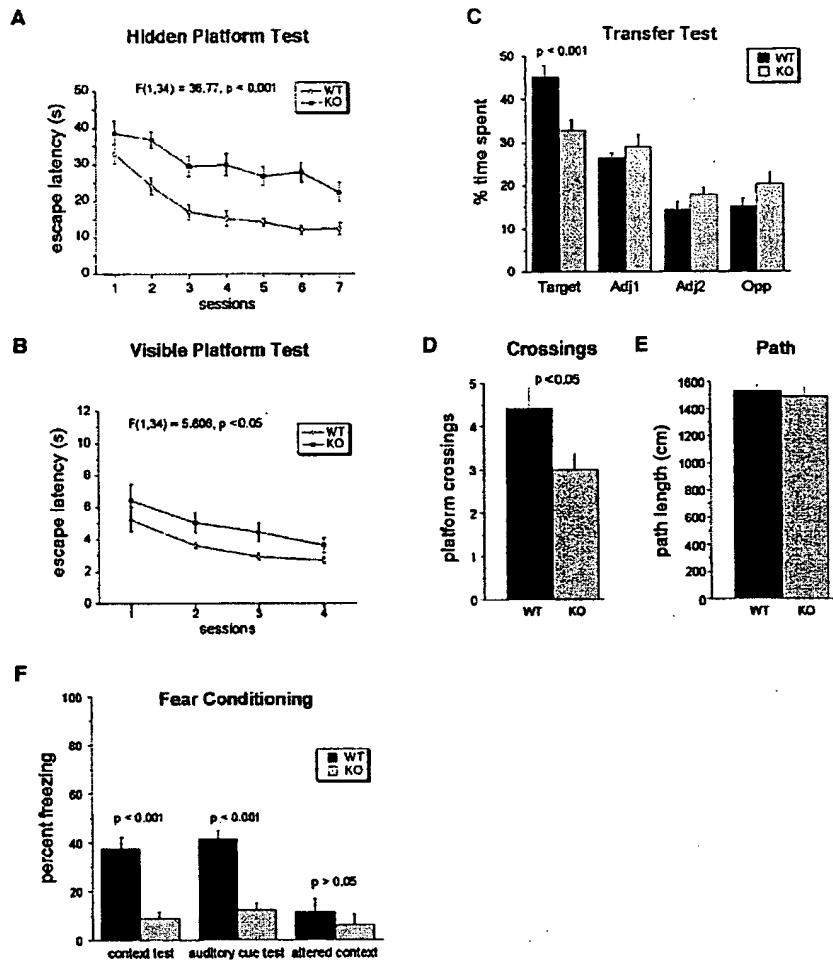 A
Hidden Platform Test
F(1,34) = 36.77, p < 0.001
WT
KO
escape latency (s)
50
40
30
20
10
0
1 2 3 4 5 6 7
sessions
B
Visible Platform Test
F(1,34) = 5.606, p <0.05
WT
KO
escape latency (s)
12
10
8
6
4
2
0
1 2 3 4
sessions
C
Transfer Test
p < 0.001
WT
KO
% time spent
50
40
30
20
10
0
Target Adj1 Adj2 Opp
D
Crossings
p<0.05
platform crossings
5
4
3
2
1
0
WT KO
E
Path
path length (cm)
1600
1400
1200
1000
800
600
400
200
0
WT KO
F
Fear Conditioning
WT
KO
percent freezing
100
80
60
40
20
0
p < 0.001
p < 0.001
p > 0.05
context test auditory cue test altered context